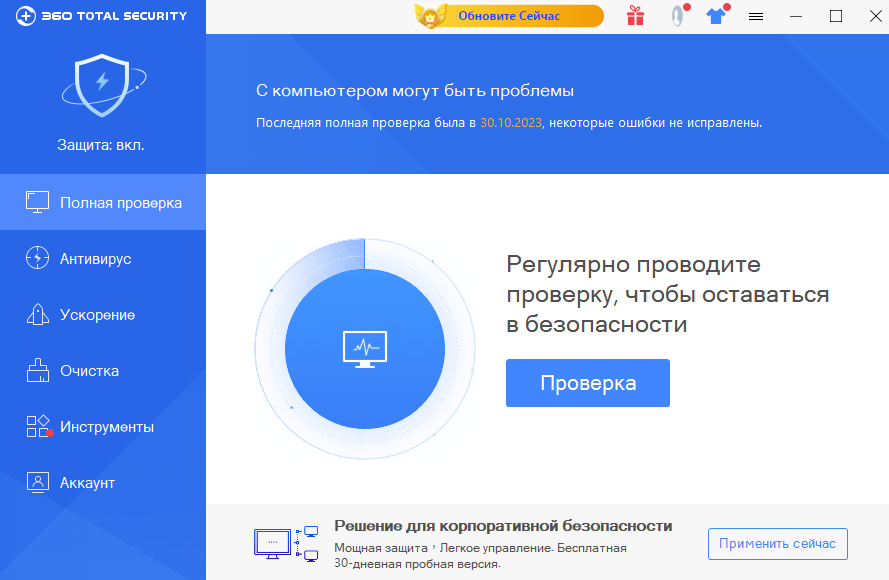 360 TOTAL SECURITY
Обновите Сейчас
Защита: вкл.
С компьютером могут быть проблемы
Последняя полная проверка была в 30.10.2023, некоторые ошибки не исправлены.
Полная проверка
Антивирус
Ускорение
Очистка
Инструменты
Аккаунт
Регулярно проводите
проверку, чтобы оставаться
в безопасности
Проверка
Решение для корпоративной безопасности
Мощная защита ' Легкое управление. Бесплатная
30-дневная пробная версия.
Применить сейчас